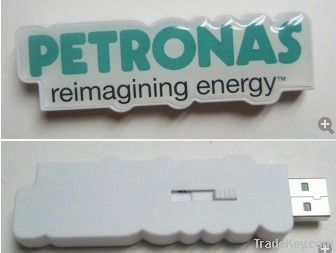 PETRONAS
reimagining energy™
TradeKey.com